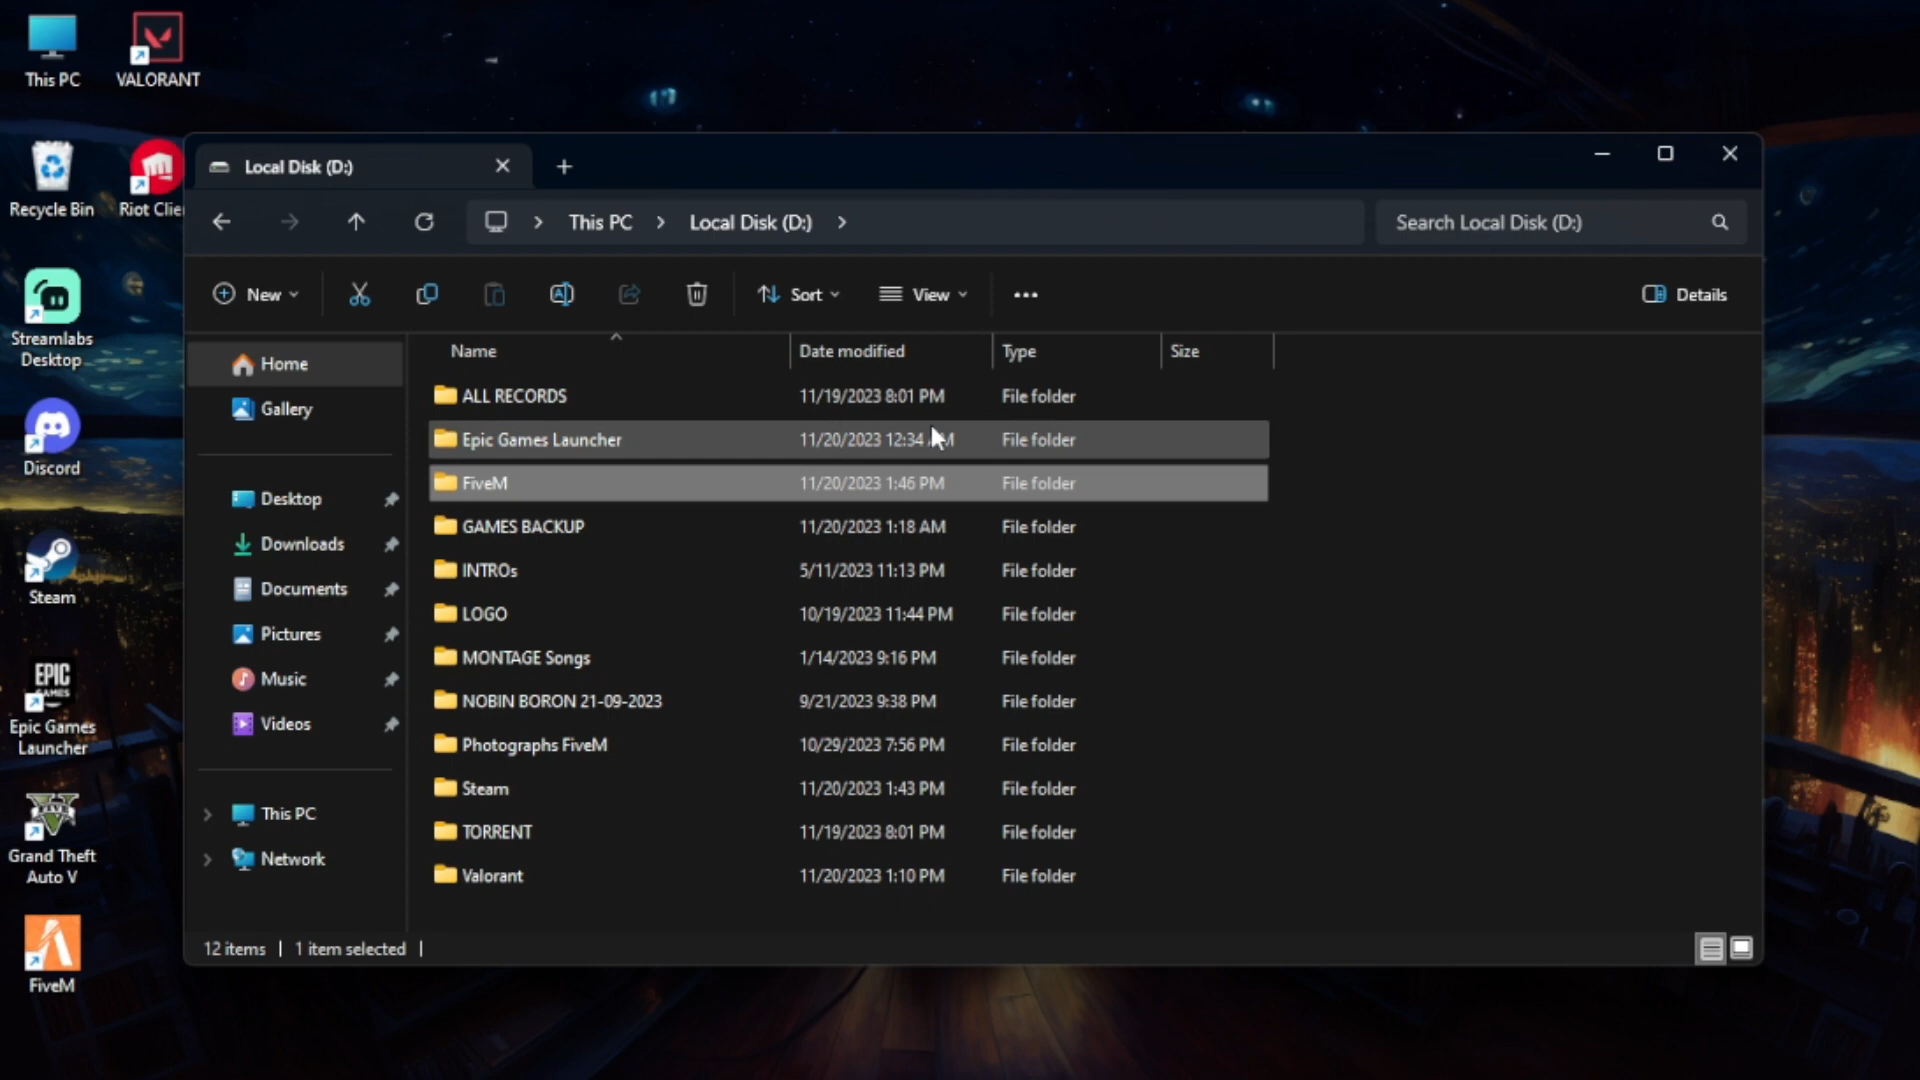 This PC
VALORANT
Recycle Bin
Riot Clie
Streamlabs
Desktop
Discord
Steam
EPIC
GAMES
Epic Games
Launcher
Grand Theft
Auto V
FiveM
Local Disk (D:)
This PC > Local Disk (D:) >
Search Local Disk (D:)
New
Sort
View
Details
Home
Gallery
Desktop
Downloads
Documents
Pictures
Music
Videos
This PC
Network
Name Date modified Type Size
ALL RECORDS 11/19/2023 8:01 PM File folder
Epic Games Launcher 11/20/2023 12:34 M File folder
FiveM 11/20/2023 1:46 PM File folder
GAMES BACKUP 11/20/2023 1:18 AM File folder
INTROs 5/11/2023 11:13 PM File folder
LOGO 10/19/2023 11:44 PM File folder
MONTAGE Songs 1/14/2023 9:16 PM File folder
NOBIN BORON 21-09-2023 9/21/2023 9:38 PM File folder
Photographs FiveM 10/29/2023 7:56 PM File folder
Steam 11/20/2023 1:43 PM File folder
TORRENT 11/19/2023 8:01 PM File folder
Valorant 11/20/2023 1:10 PM File folder
12 items | 1 item selected |